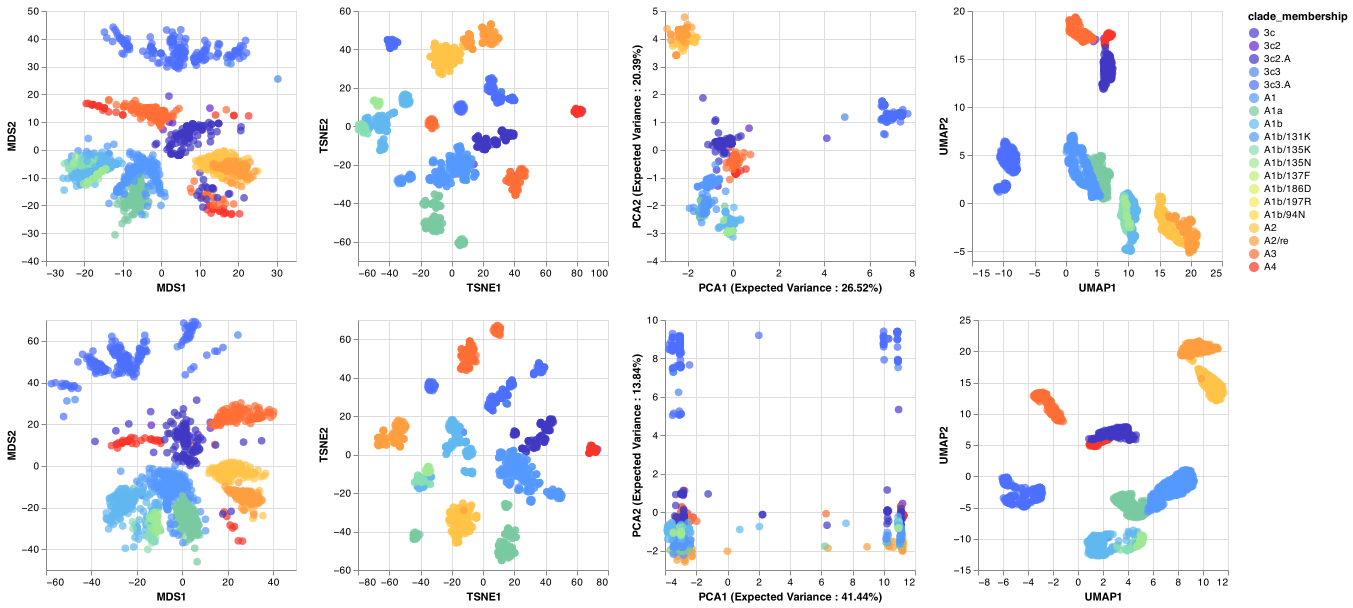 50
40
30
20
10
0
−10
−20
−30
−40
−30 −20 −10 0 10 20 30
MDS1
MDS2
60
40
20
0
−20
−40
−60
−60 −40 −20 0 20 40 60 80 100
TSNE1
TSNE2
5
4
3
2
1
0
−1
−2
−3
−4
−2 0 2 4 6 8
PCA1 (Expected Variance : 26.52%)
PCA2 (Expected Variance : 20.39%)
20
15
10
5
0
−5
−15 −10 −5 0 5 10 15 20 25
UMAP1
UMAP2
clade_membership
3c
3c2
3c2.A
3c3
3c3.A
A1
A1a
A1b
A1b/131K
A1b/135K
A1b/135N
A1b/137F
A1b/186D
A1b/197R
A1b/94N
A2
A2/re
A3
A4
60
40
20
0
−20
−40
−60 −40 −20 0 20 40
MDS1
MDS2
60
40
20
0
−20
−40
−60
−80 −60 −40 −20 0 20 40 60 80
TSNE1
TSNE2
10
8
6
4
2
0
−2
−4 −2 0 2 4 6 8 10 12
PCA1 (Expected Variance : 41.44%)
PCA2 (Expected Variance : 13.84%)
25
20
15
10
5
0
−5
−10
−15
−8 −6 −4 −2 0 2 4 6 8 10 12
UMAP1
UMAP2